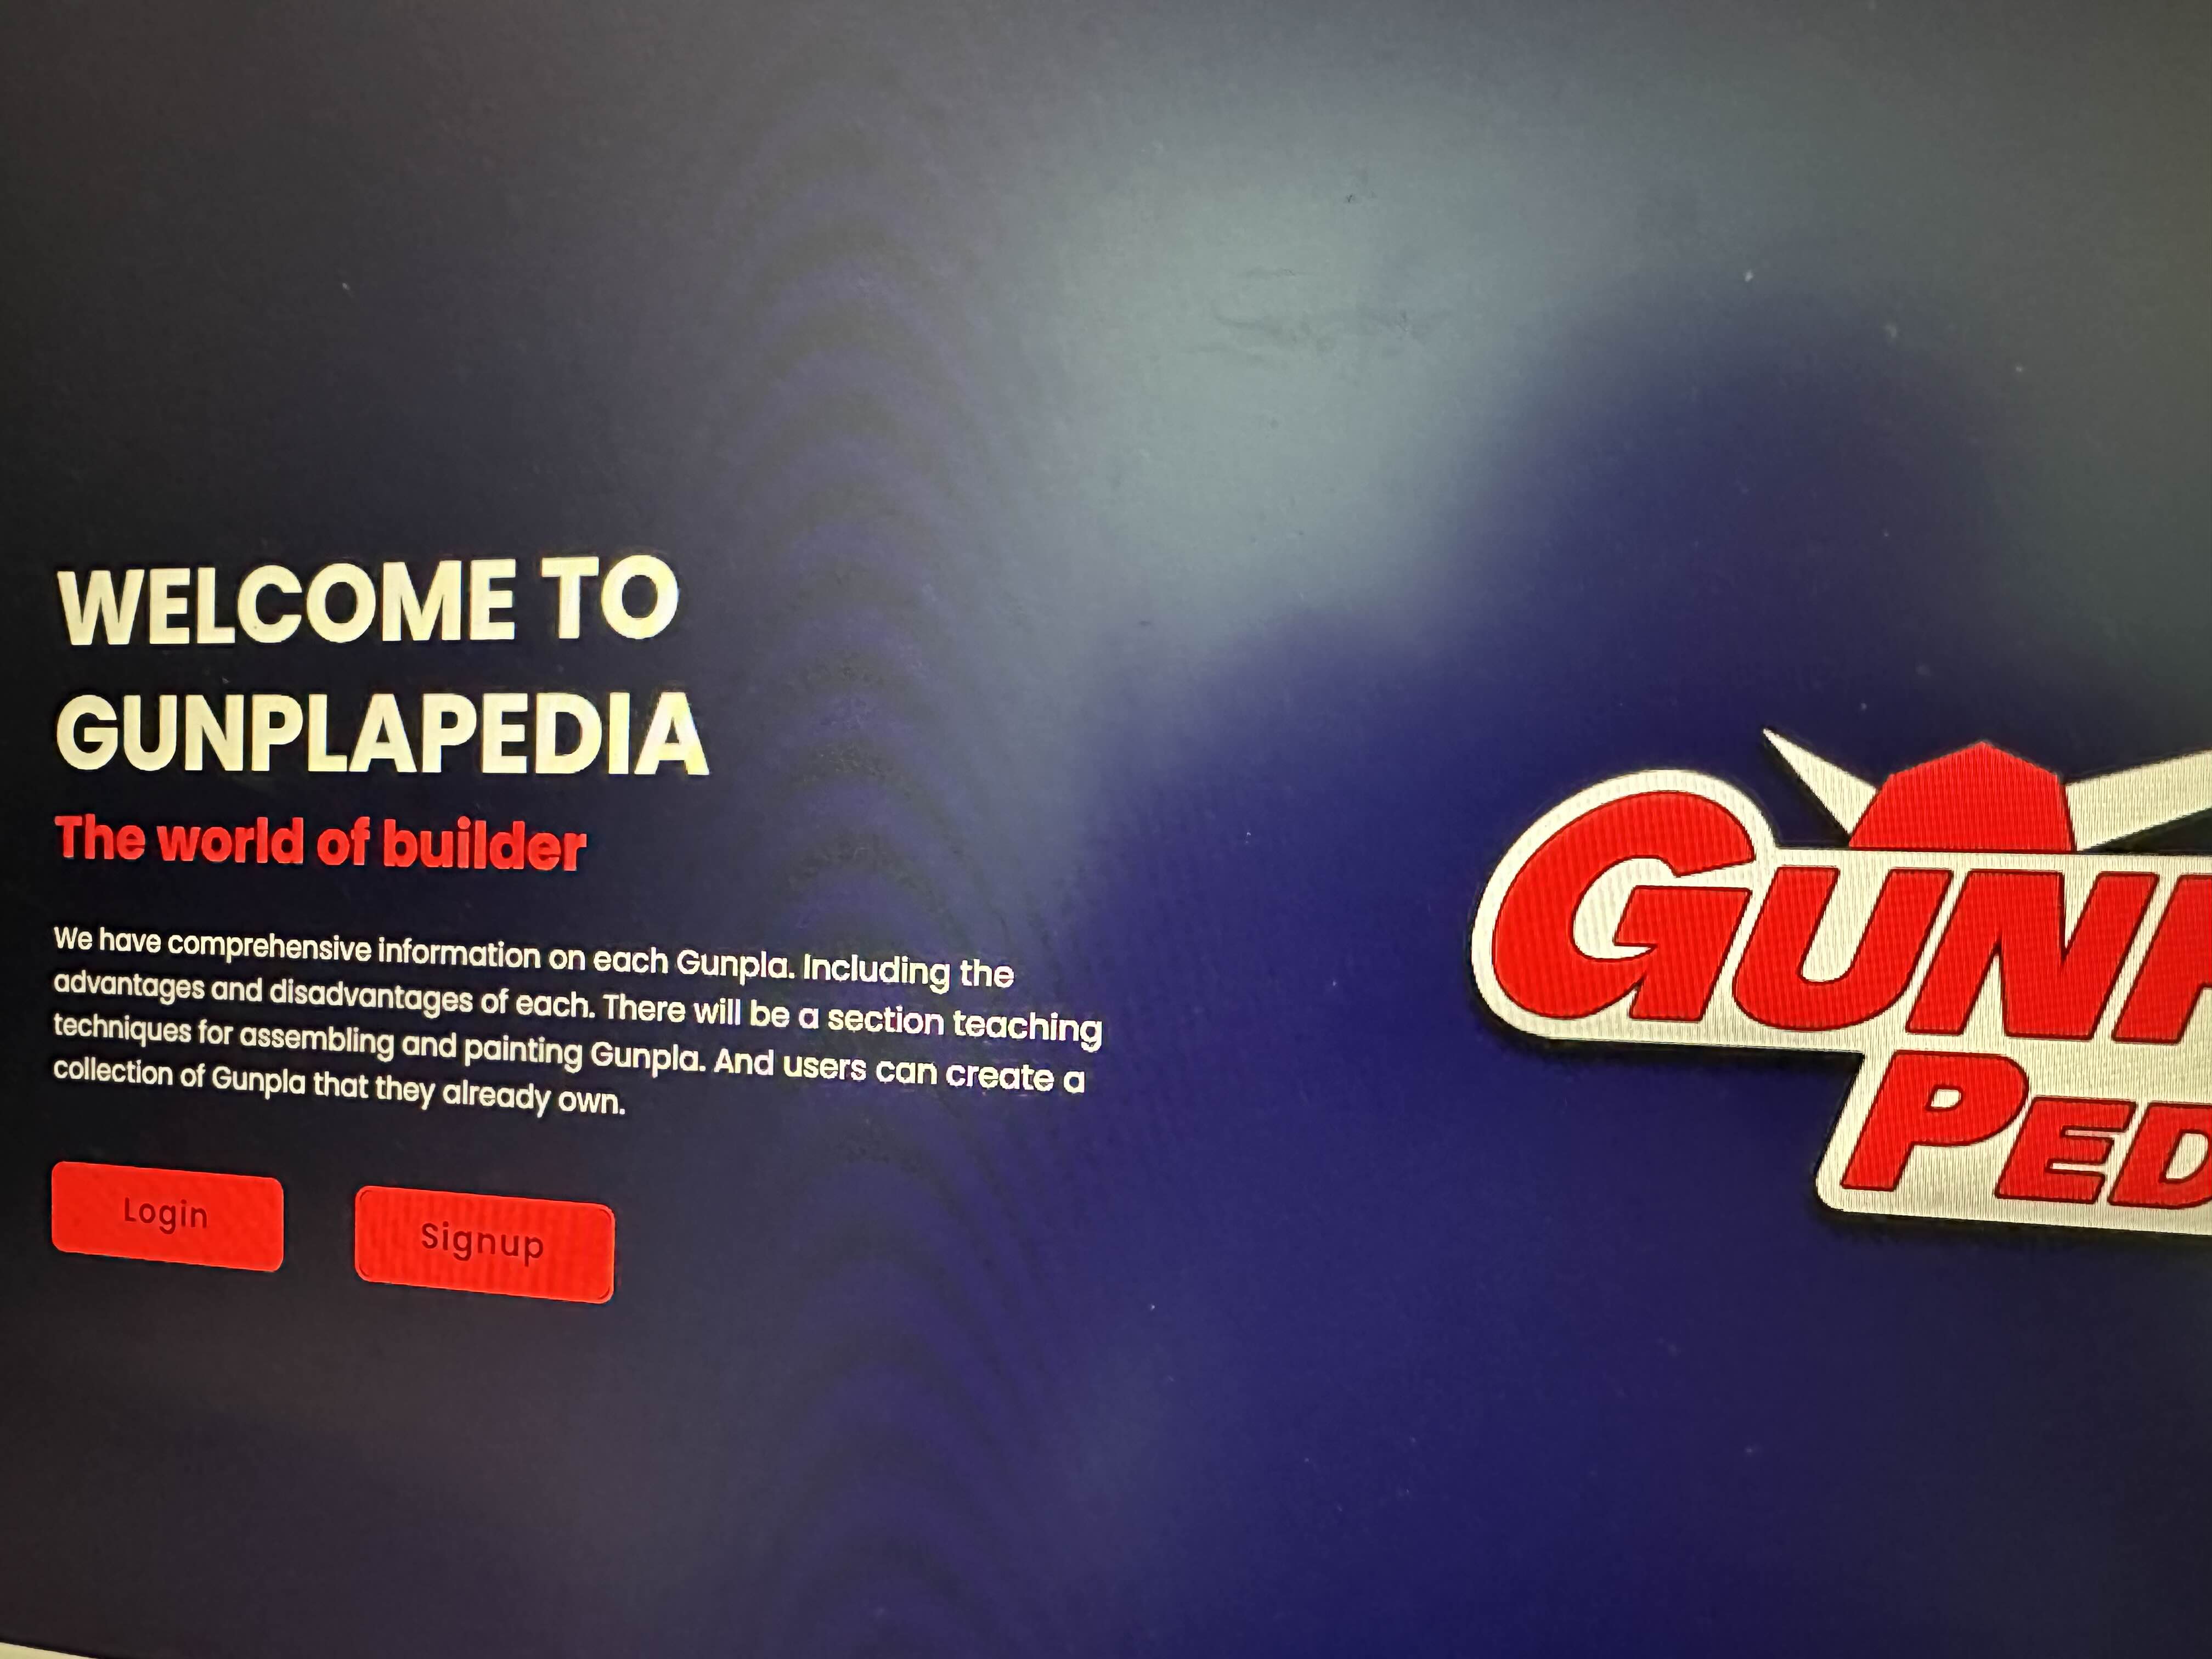 WELCOME TO
GUNPLAPEDIA
The world of builder
We have comprehensive information on each Gunpla. Including the
advantages and disadvantages of each. There will be a section teaching
techniques for assembling and painting Gunpla. And users can create a
collection of Gunpla that they already own.
Login
Signup
GUNP
PED